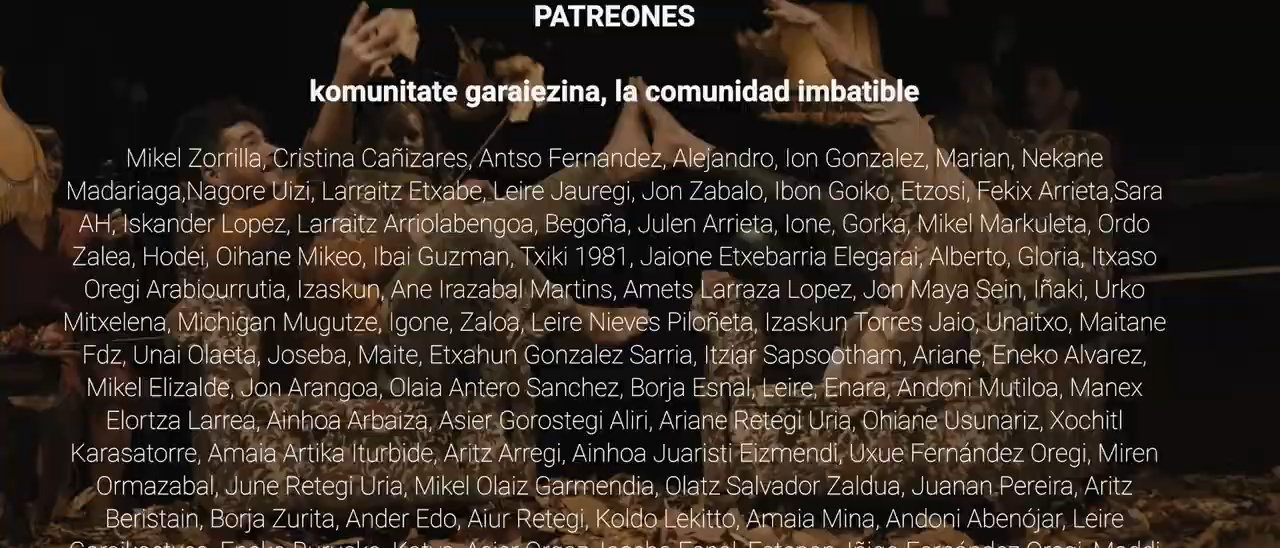 PATREONES
komunitate garaiezina, la comunidad imbatible
Mikel Zorrilla, Cristina Cañizares, Antso Fernandez, Alejandro, Ion Gonzalez, Marian, Nekane
Madariaga,Nagore Uizi, Larraitz Etxabe, Leire Jauregi, Jon Zabalo, Ibon Goiko, Etzosi, Fekix Arrieta,Sara
AH, Iskander Lopez, Larraitz Arriolabengoa, Begoña, Julen Arrieta, Ione, Gorka, Mikel Markuleta, Ordo
Zalea, Hodei, Oihane Mikeo, Ibai Guzman, Txiki 1981, Jaione Etxebarria Elegarai, Alberto, Gloria, Itxaso
Oregi Arabiourrutia, Izaskun, Ane Irazabal Martins, Amets Larraza Lopez, Jon Maya Sein, Iñaki, Urko
Mitxelena, Michigan Mugutze, Igone, Zaloa, Leire Nieves Piloñeta, Izaskun Torres Jaio, Unaitxo, Maitane
Fdz, Unai Olaeta, Joseba, Maite, Etxahun Gonzalez Sarria, Itziar Sapsootham, Ariane, Eneko Alvarez,
Mikel Elizalde, Jon Arangoa, Olaia Antero Sanchez, Borja Esnal, Leire, Enara, Andoni Mutiloa, Manex
Elortza Larrea, Ainhoa Arbaiza, Asier Gorostegi Aliri, Ariane Retegi Uria, Ohiane Usunariz, Xochitl
Karasatorre, Amaia Artika Iturbide, Aritz Arregi, Ainhoa Juaristi Eizmendi, Uxue Fernández Oregi, Miren
Ormazabal, June Retegi Uria, Mikel Olaiz Garmendia, Olatz Salvador Zaldua, Juanan Pereira, Aritz
Beristain, Borja Zurita, Ander Edo, Aiur Retegi, Koldo Lekitto, Amaia Mina, Andoni Abenójar, Leire